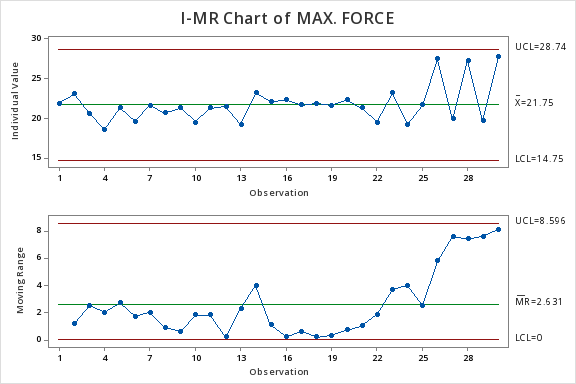 I-MR Chart of MAX. FORCE
30
25
20
15
Individual Value
UCL=28.74
X̅=21.75
LCL=14.75
1 4 7 10 13 16 19 22 25 28
Observation
8
6
4
2
0
Moving Range
UCL=8.596
M̅R̅=2.631
LCL=0
1 4 7 10 13 16 19 22 25 28
Observation